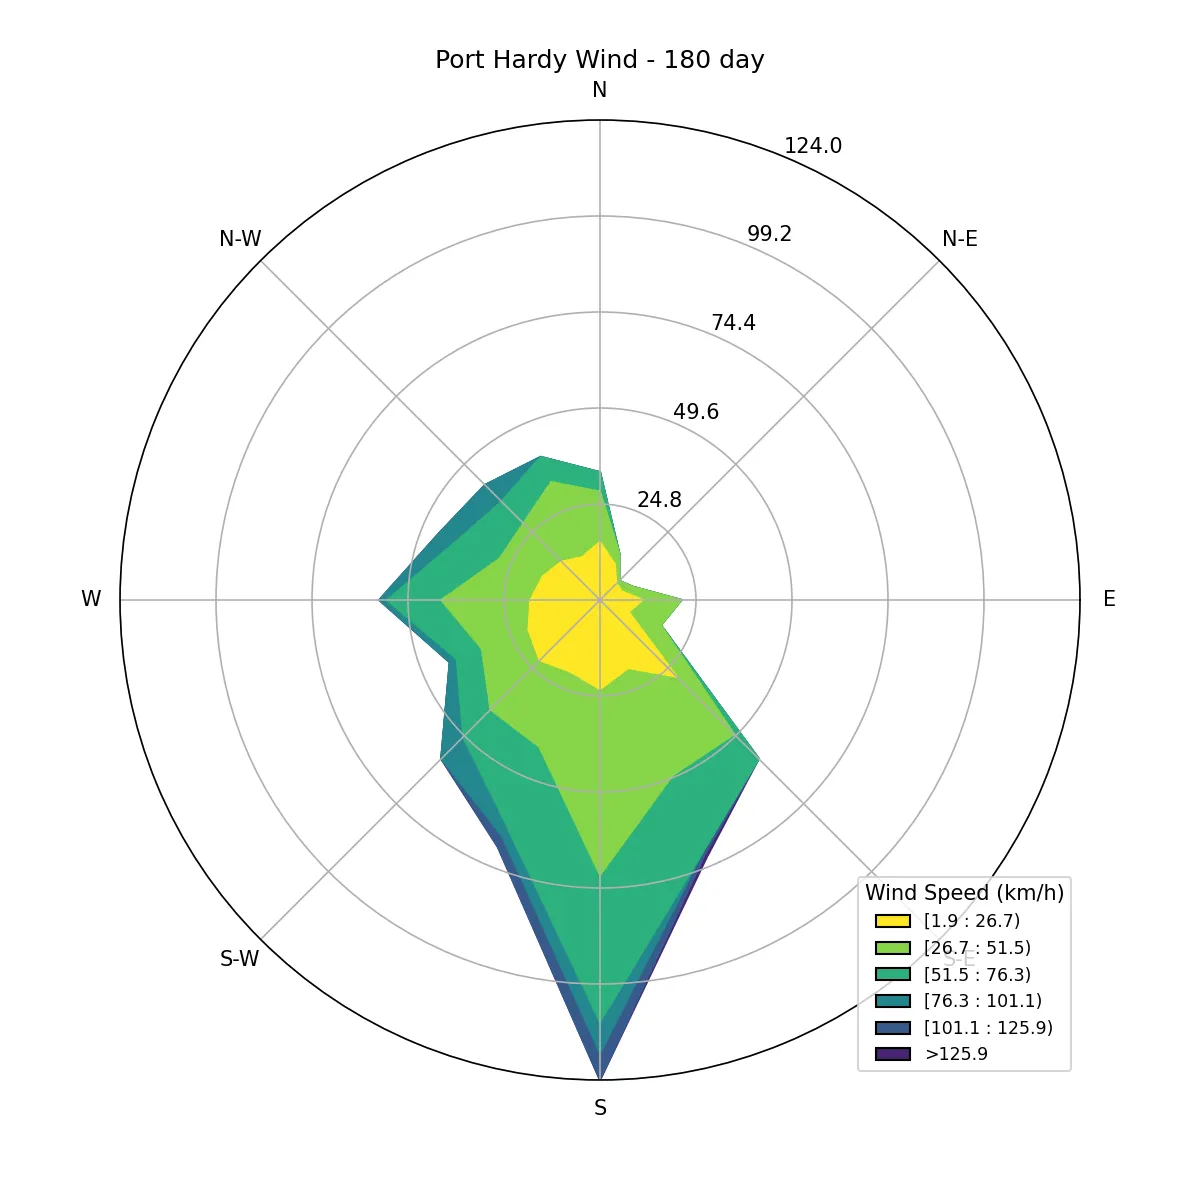 Port Hardy Wind - 180 day
N
124.0
99.2
N-W
N-E
74.4
49.6
24.8
W
E
Wind Speed (km/h)
[1.9 : 26.7)
[26.7 : 51.5)
S-W
S-E
[51.5 : 76.3)
[76.3 : 101.1)
[101.1 : 125.9)
>125.9
S